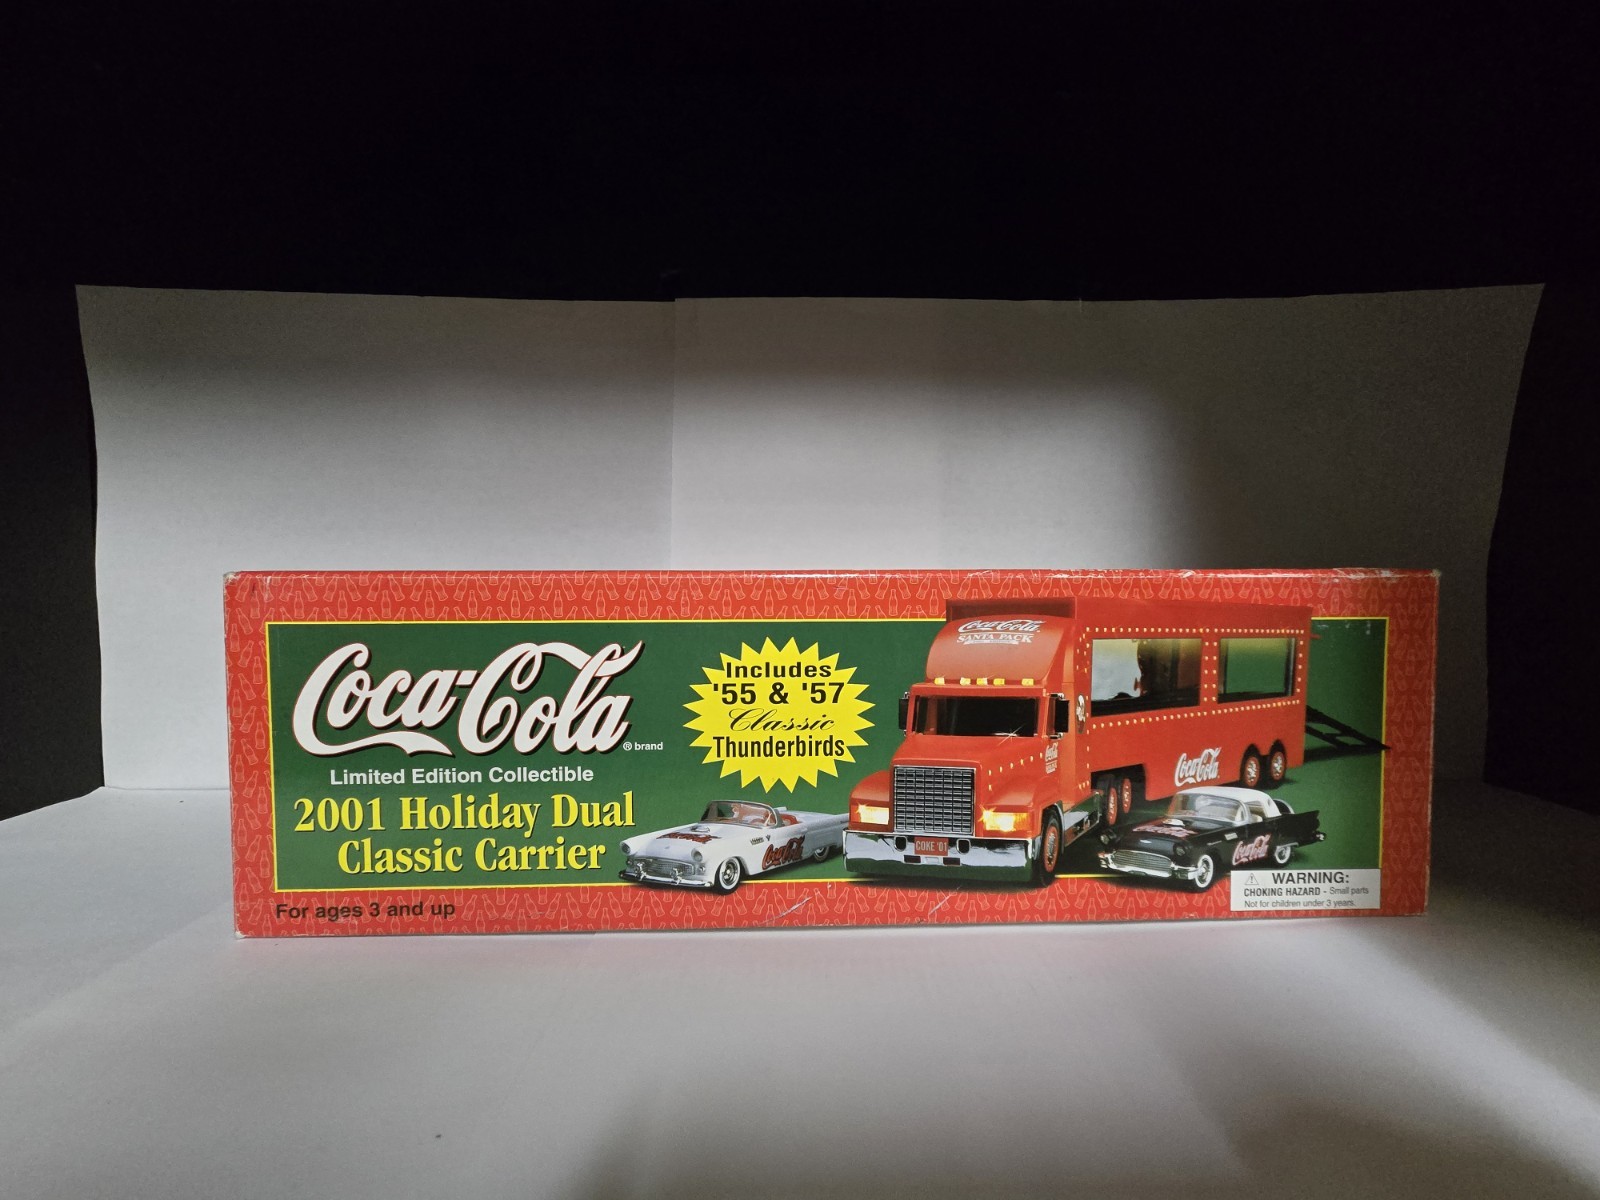 Coca-Cola
® brand
Limited Edition Collectible
2001 Holiday Dual
Classic Carrier
For ages 3 and up
Includes
'55 & '57
Classic
Thunderbirds
Coca-Cola
SANTA PACK
COKE '01
Coca-Cola
Coca-Cola
Coca-Cola
WARNING:
CHOKING HAZARD - Small parts
Not for children under 3 years.